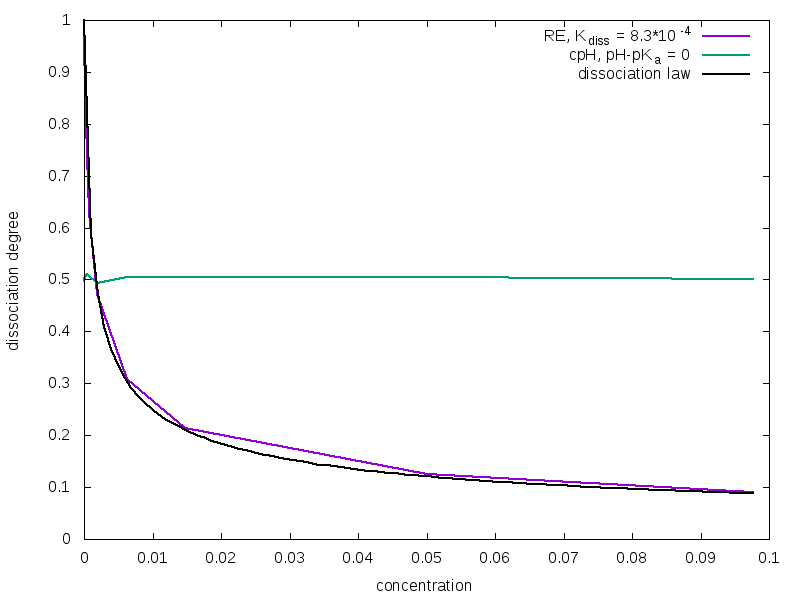 RE, K_diss = 8.3*10^-4
cpH, pH-pK_a = 0
dissociation law
1
0.9
0.8
0.7
0.6
0.5
0.4
0.3
0.2
0.1
0
dissociation degree
0 0.01 0.02 0.03 0.04 0.05 0.06 0.07 0.08 0.09 0.1
concentration